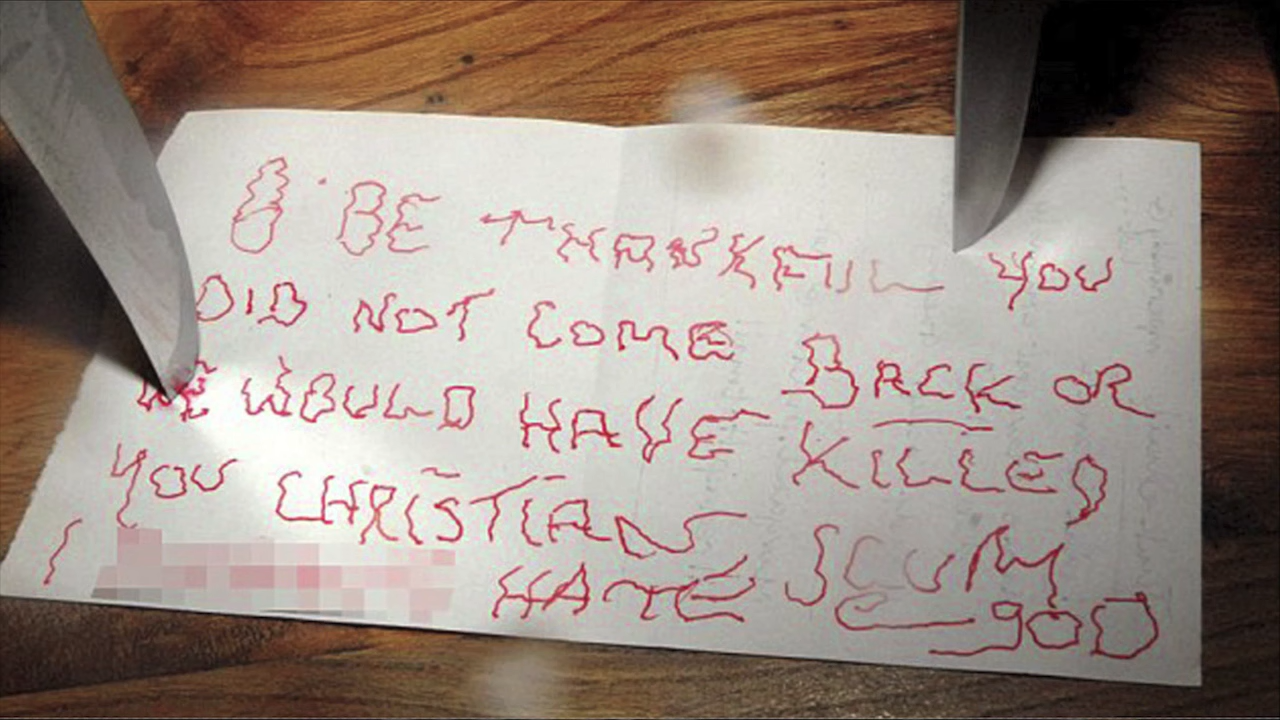 BE THANKFUL YOU
DID NOT COME BACK OR
WE WOULD HAVE KILLED
YOU CHRISTIAN SCUM
I HATE GOD